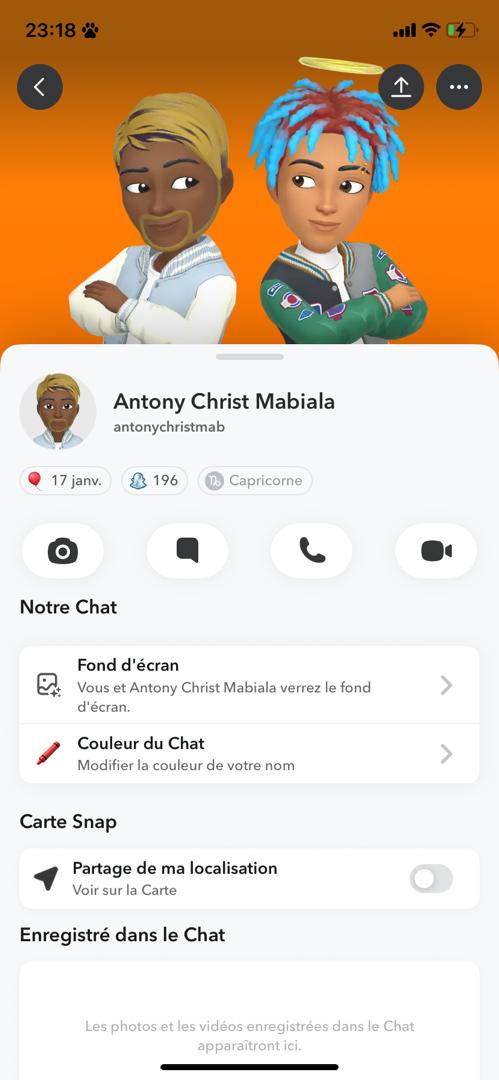 23:18
Antony Christ Mabiala
antonychristmab
17 janv.
196
Capricorne
Notre Chat
Fond d'écran
Vous et Antony Christ Mabiala verrez le fond
d'écran.
Couleur du Chat
Modifier la couleur de votre nom
Carte Snap
Partage de ma localisation
Voir sur la Carte
Enregistré dans le Chat
Les photos et les vidéos enregistrées dans le Chat
apparaîtront ici.